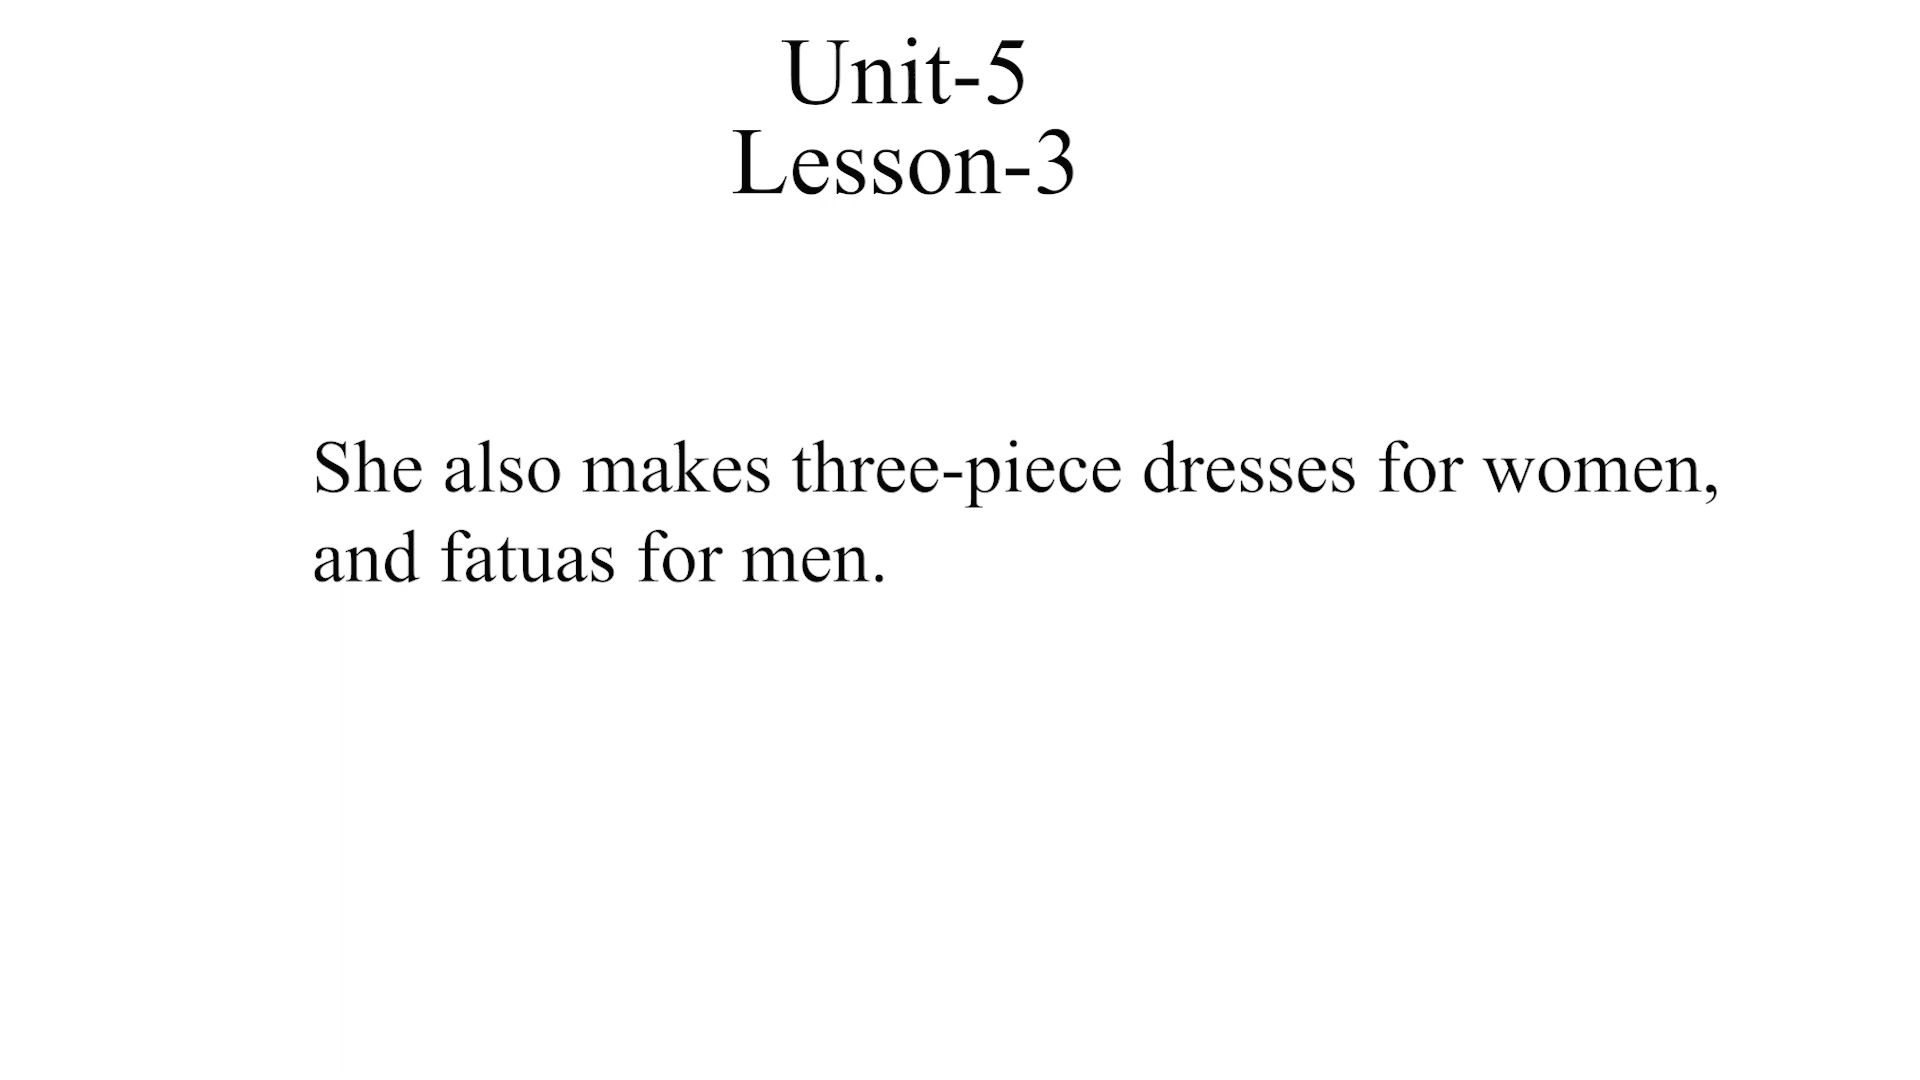 Unit-5
Lesson-3
She also makes three-piece dresses for women,
and fatuas for men.